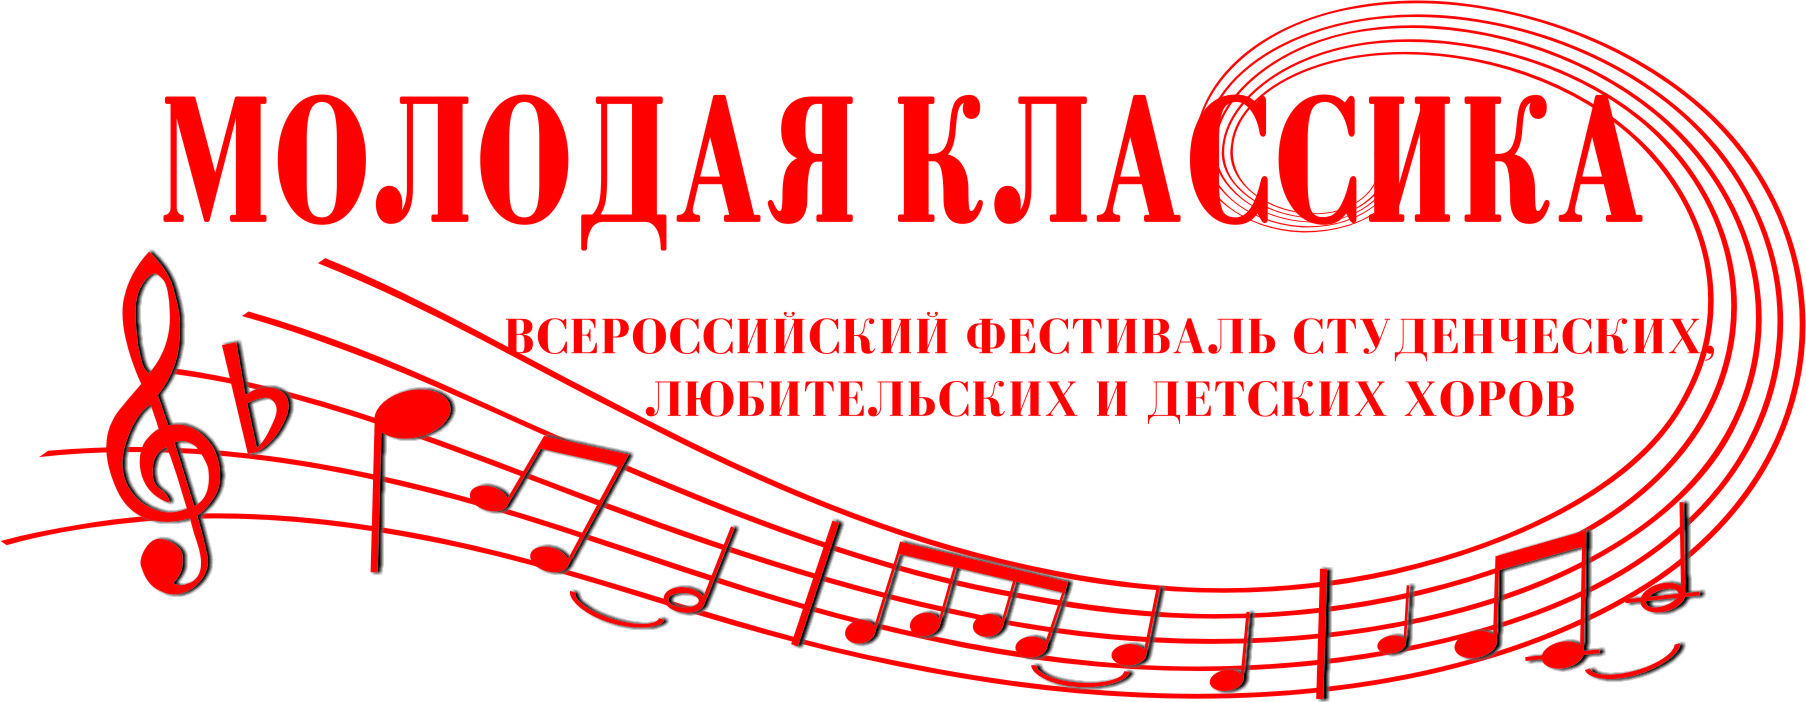 МОЛОДАЯ КЛАССИКА
ВСЕРОССИЙСКИЙ ФЕСТИВАЛЬ СТУДЕНЧЕСКИХ,
ЛЮБИТЕЛЬСКИХ И ДЕТСКИХ ХОРОВ